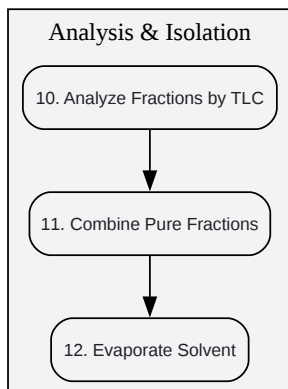 Analysis & Isolation
10. Analyze Fractions by TLC
11. Combine Pure Fractions
12. Evaporate Solvent